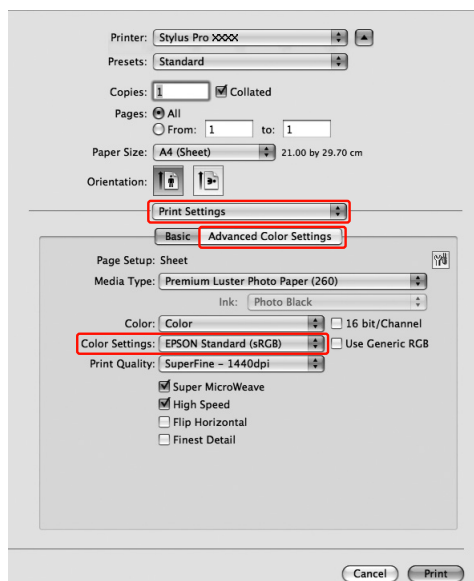 Printer: Stylus Pro XXXX
Presets: Standard
Copies: 1 Collated
Pages: All
From: 1 to: 1
Paper Size: A4 (Sheet) 21.00 by 29.70 cm
Orientation:
Print Settings
Basic Advanced Color Settings
Page Setup: Sheet
Media Type: Premium Luster Photo Paper (260)
Ink: Photo Black
Color: Color 16 bit/Channel
Color Settings: EPSON Standard (sRGB) Use Generic RGB
Print Quality: SuperFine - 1440dpi
Super MicroWeave
High Speed
Flip Horizontal
Finest Detail
Cancel Print